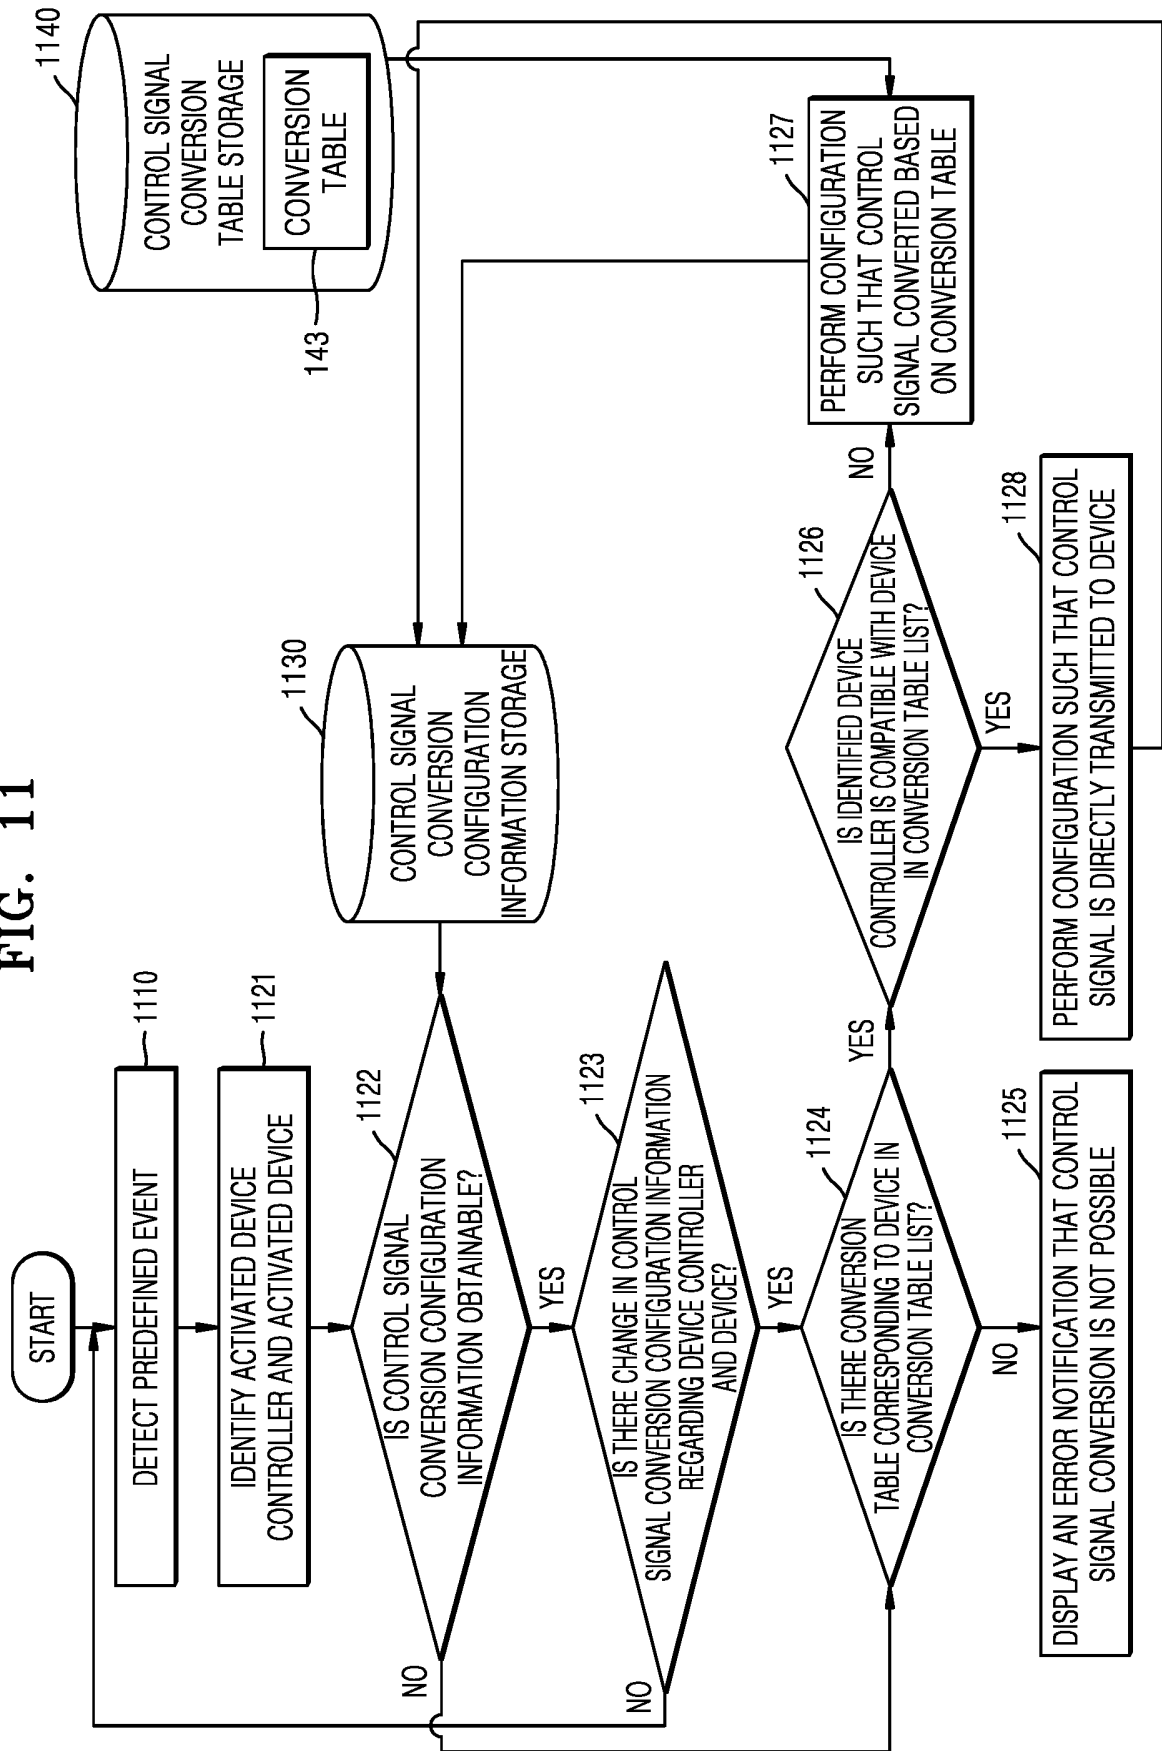 FIG. 11
START
DETECT PREDEFINED EVENT
1110
IDENTIFY ACTIVATED DEVICE
CONTROLLER AND ACTIVATED DEVICE
1121
IS CONTROL SIGNAL
CONVERSION CONFIGURATION
INFORMATION OBTAINABLE?
1122
NO
YES
IS THERE CHANGE IN CONTROL
SIGNAL CONVERSION CONFIGURATION INFORMATION
REGARDING DEVICE CONTROLLER
AND DEVICE?
1123
NO
YES
IS THERE CONVERSION
TABLE CORRESPONDING TO DEVICE IN
CONVERSION TABLE LIST?
1124
YES
NO
DISPLAY AN ERROR NOTIFICATION THAT CONTROL
SIGNAL CONVERSION IS NOT POSSIBLE
1125
IS IDENTIFIED DEVICE
CONTROLLER IS COMPATIBLE WITH DEVICE
IN CONVERSION TABLE LIST?
1126
NO
YES
PERFORM CONFIGURATION
SUCH THAT CONTROL
SIGNAL CONVERTED BASED
ON CONVERSION TABLE
1127
PERFORM CONFIGURATION SUCH THAT CONTROL
SIGNAL IS DIRECTLY TRANSMITTED TO DEVICE
1128
CONTROL SIGNAL
CONVERSION
CONFIGURATION
INFORMATION STORAGE
1130
CONTROL SIGNAL
CONVERSION
TABLE STORAGE
1140
CONVERSION
TABLE
143